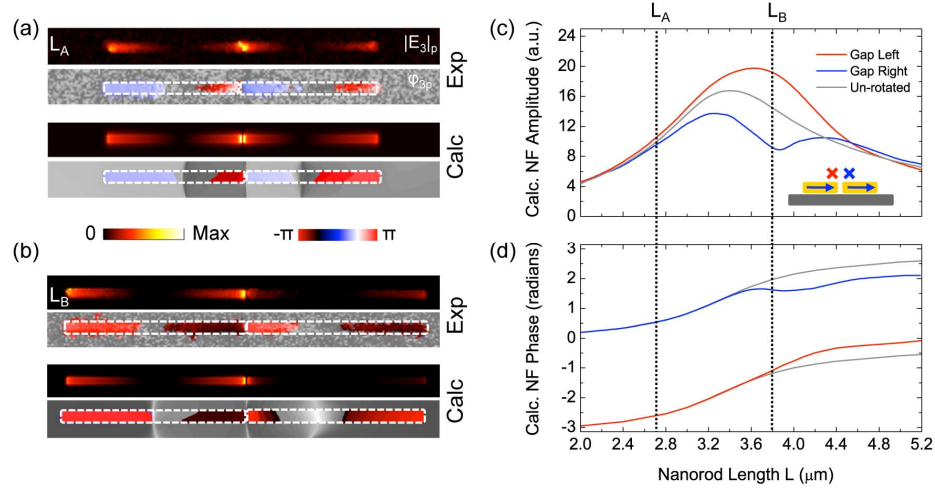 (a)
L_A
|E_3|_p
φ_3p
Exp
Calc
0
Max
-π
π
(b)
L_B
Exp
Calc
(c)
L_A
L_B
Calc. NF Amplitude (a.u.)
24
20
16
12
8
4
0
Gap Left
Gap Right
Un-rotated
(d)
Calc. NF Phase (radians)
3
2
1
0
-1
-2
-3
2.0 2.4 2.8 3.2 3.6 4.0 4.4 4.8 5.2
Nanorod Length L (μm)